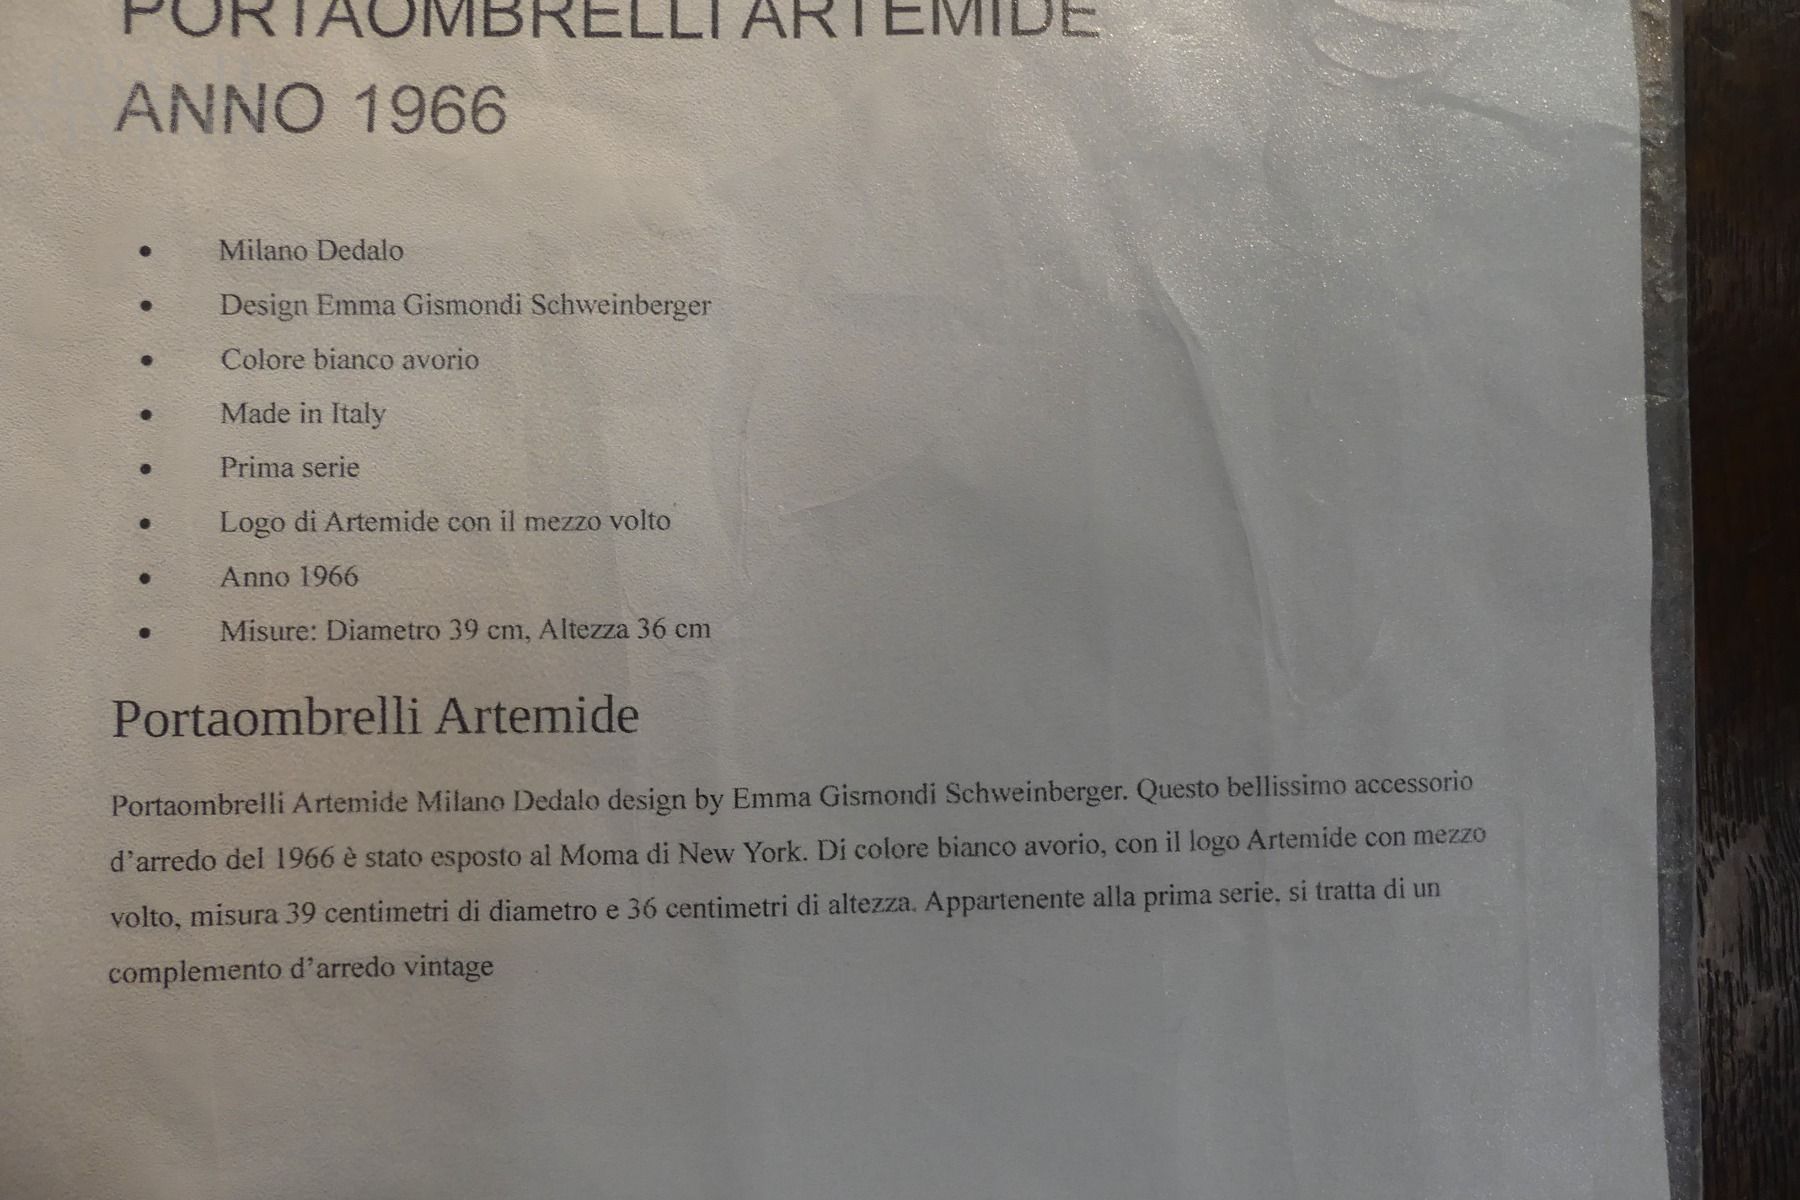 PORTAOMBRELLI ARTEMIDE
ANNO 1966
• Milano Dedalo
• Design Emma Gismondi Schweinberger
• Colore bianco avorio
• Made in Italy
• Prima serie
• Logo di Artemide con il mezzo volto
• Anno 1966
• Misure: Diametro 39 cm, Altezza 36 cm
Portaombrelli Artemide
Portaombrelli Artemide Milano Dedalo design by Emma Gismondi Schweinberger. Questo bellissimo accessorio
d’arredo del 1966 è stato esposto al Moma di New York. Di colore bianco avorio, con il logo Artemide con mezzo
volto, misura 39 centimetri di diametro e 36 centimetri di altezza. Appartenente alla prima serie, si tratta di un
complemento d’arredo vintage